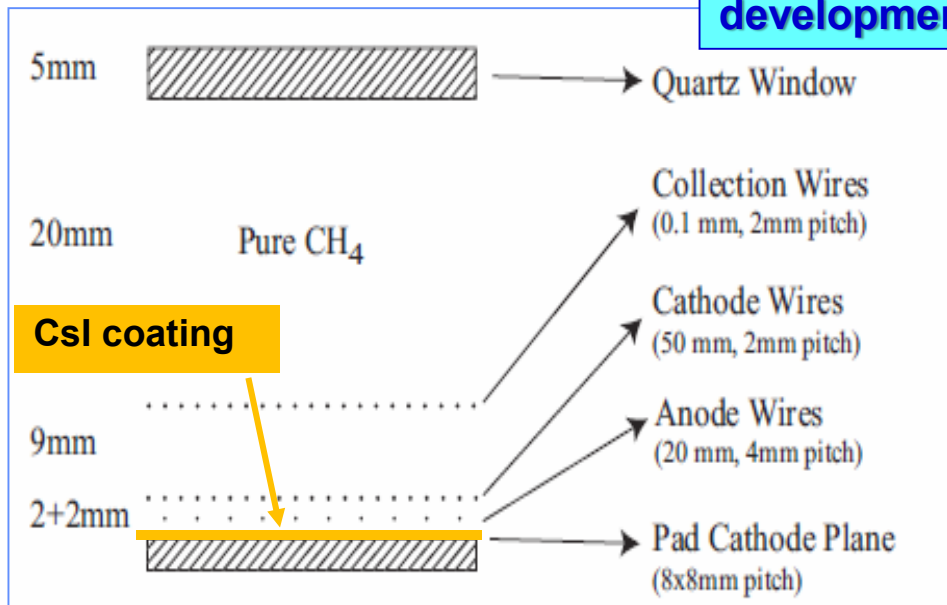 developmen
5mm
Quartz Window
Collection Wires
(0.1 mm, 2mm pitch)
20mm
Pure CH4
Cathode Wires
(50 mm, 2mm pitch)
CsI coating
Anode Wires
(20 mm, 4mm pitch)
9mm
2+2mm
Pad Cathode Plane
(8x8mm pitch)